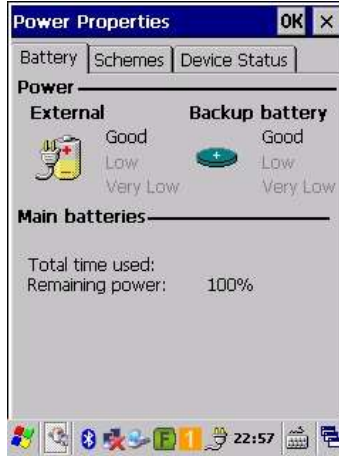 Power Properties OK ×
Battery Schemes Device Status
Power
External Backup battery
Good Good
Low Low
Very Low Very Low
Main batteries
Total time used:
Remaining power: 100%
F 1 22:57